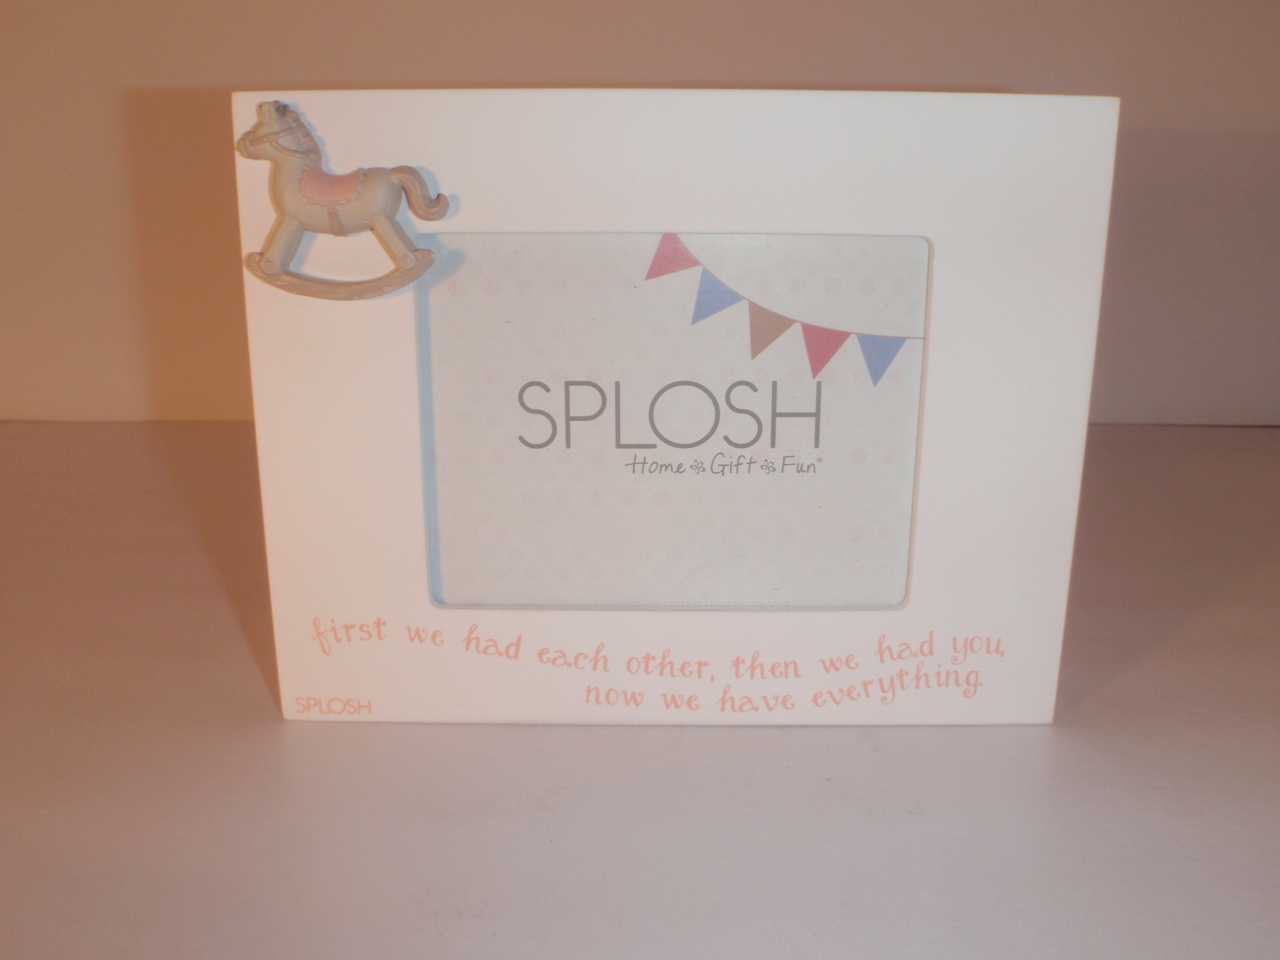 SPLOSH
Home Gift Fun
first we had each other, then we had you,
now we have everything.
SPLOSH